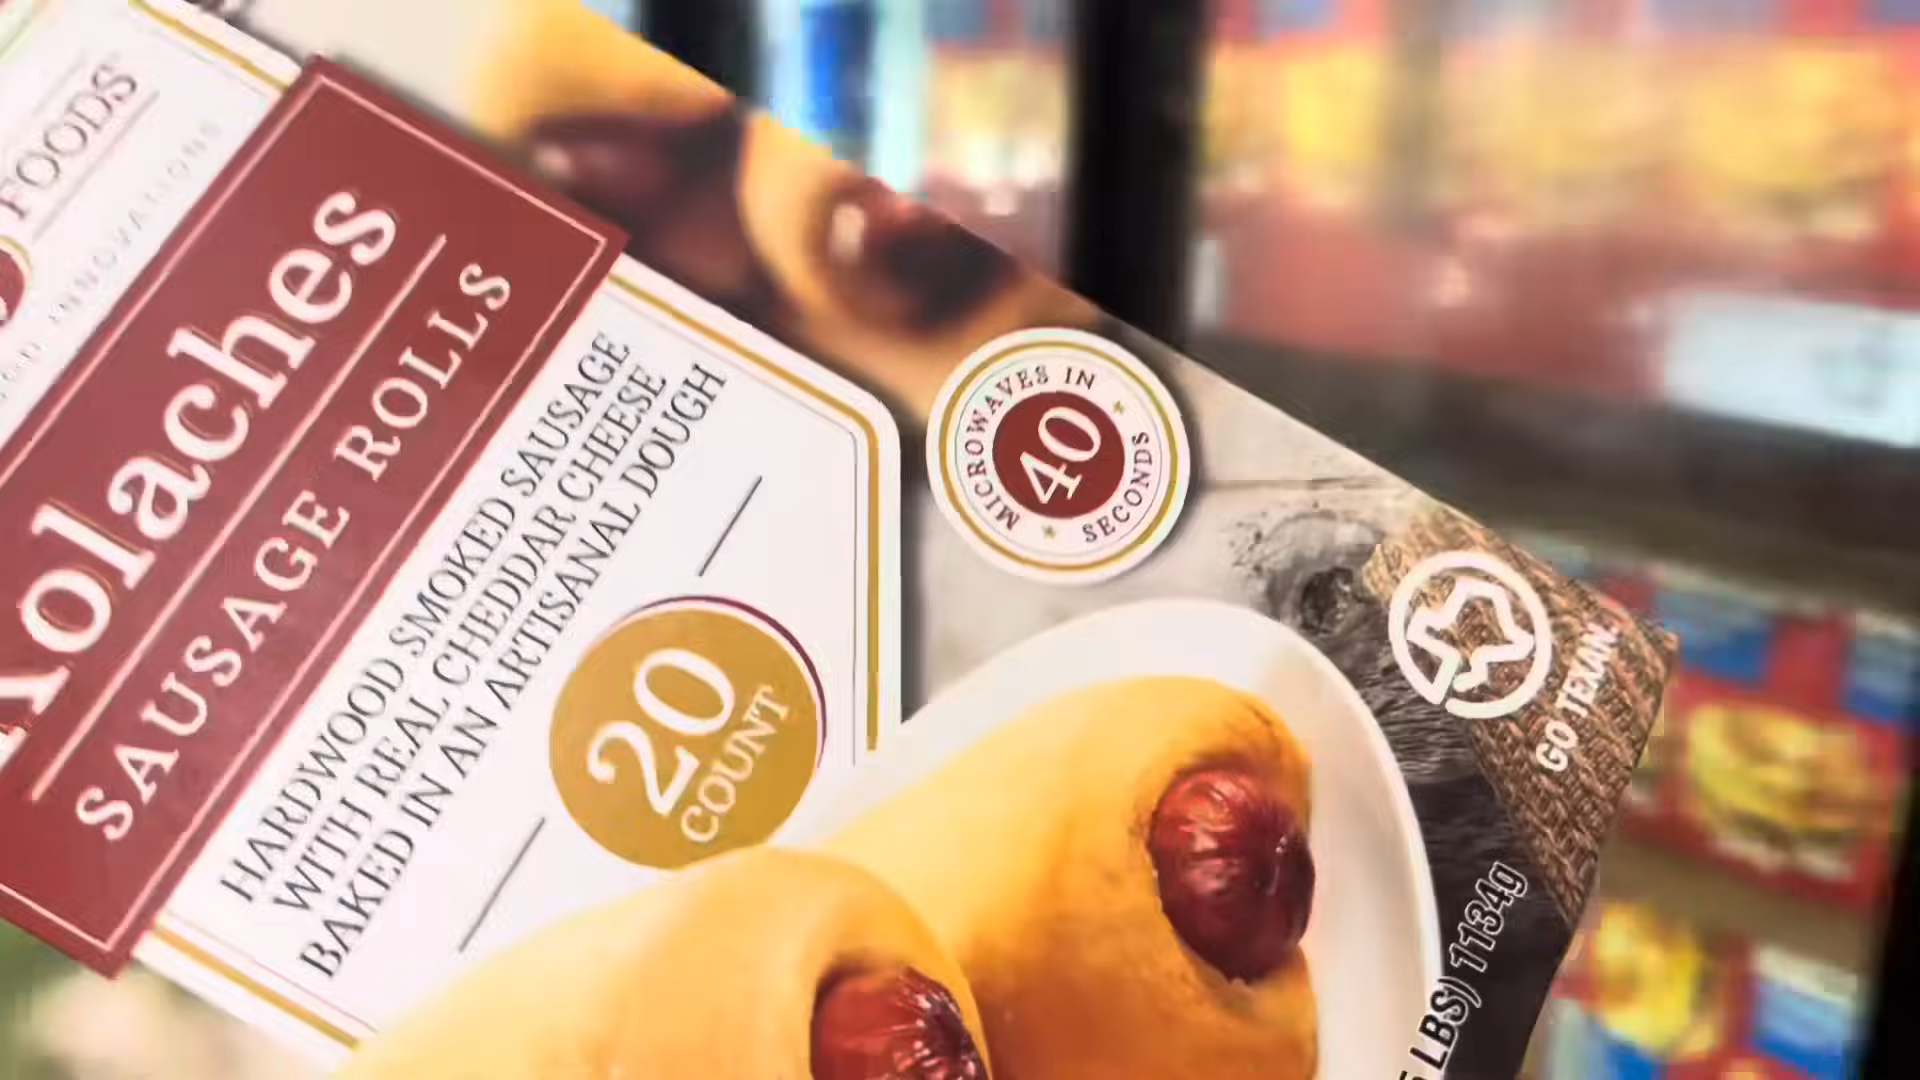 FOODS
INNOVATIONS
Kolaches
SAUSAGE ROLLS
HARDWOOD SMOKED SAUSAGE
WITH REAL CHEDDAR CHEESE
BAKED IN AN ARTISANAL DOUGH
20
COUNT
MICROWAVES IN
40
SECONDS
GO TEXAN.
LBS) 1134g